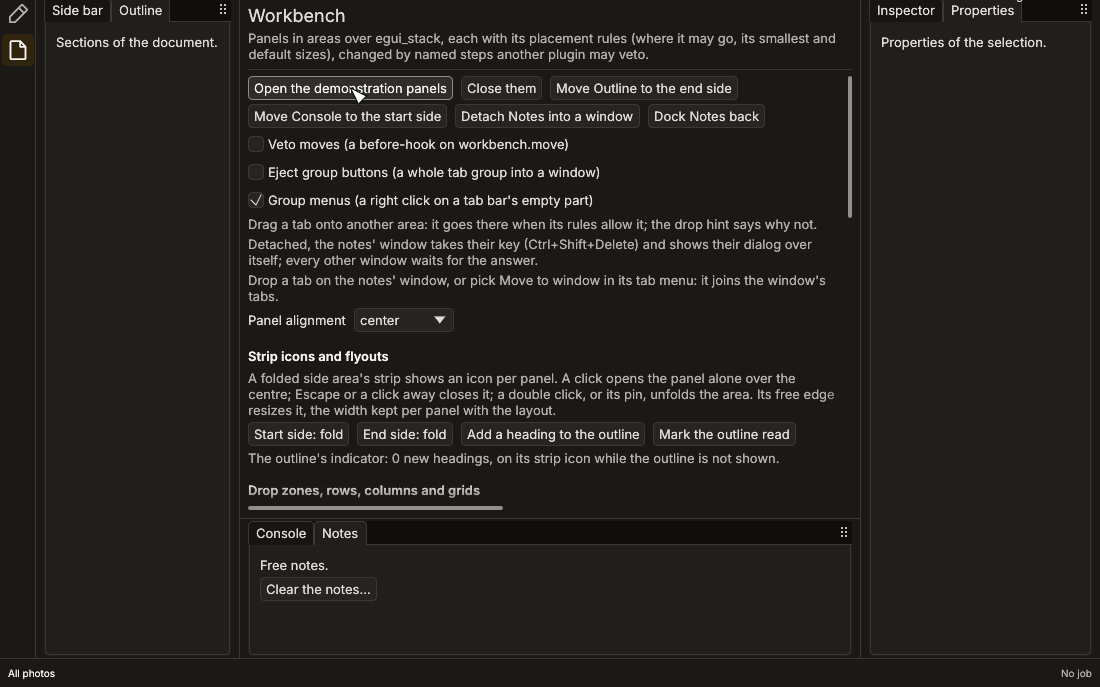 Side bar
Outline
Sections of the document.
Workbench
Panels in areas over egui_stack, each with its placement rules (where it may go, its smallest and
default sizes), changed by named steps another plugin may veto.
Open the demonstration panels
Close them
Move Outline to the end side
Move Console to the start side
Detach Notes into a window
Dock Notes back
Veto moves (a before-hook on workbench.move)
Eject group buttons (a whole tab group into a window)
Group menus (a right click on a tab bar's empty part)
Drag a tab onto another area: it goes there when its rules allow it; the drop hint says why not.
Detached, the notes' window takes their key (Ctrl+Shift+Delete) and shows their dialog over
itself; every other window waits for the answer.
Drop a tab on the notes' window, or pick Move to window in its tab menu: it joins the window's
tabs.
Panel alignment
center
Strip icons and flyouts
A folded side area's strip shows an icon per panel. A click opens the panel alone over the
centre; Escape or a click away closes it; a double click, or its pin, unfolds the area. Its free edge
resizes it, the width kept per panel with the layout.
Start side: fold
End side: fold
Add a heading to the outline
Mark the outline read
The outline's indicator: 0 new headings, on its strip icon while the outline is not shown.
Drop zones, rows, columns and grids
Console
Notes
Free notes.
Clear the notes...
Inspector
Properties
Properties of the selection.
All photos
No job